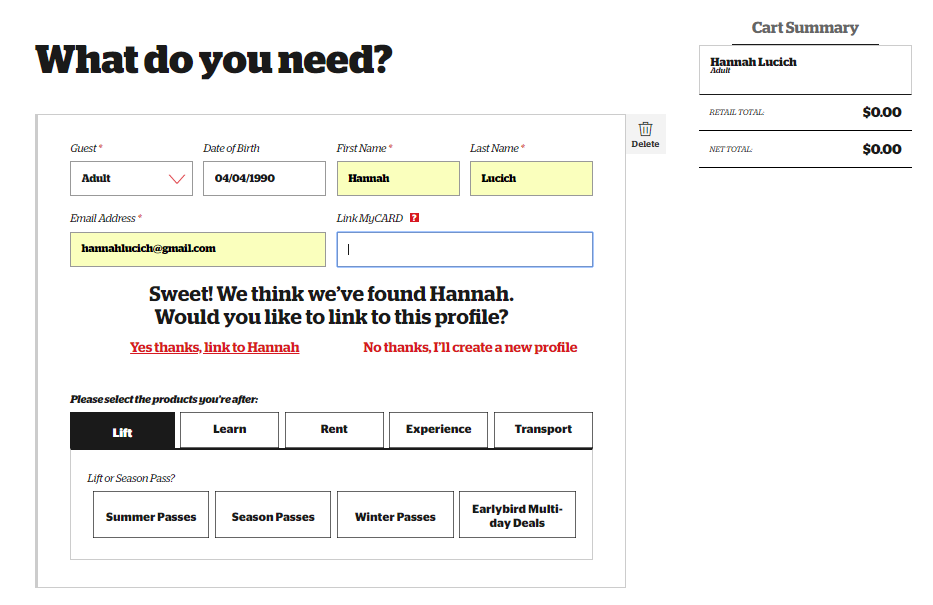 What do you need?
Cart Summary
Hannah Lucich
Adult
RETAIL TOTAL:
$0.00
NET TOTAL:
$0.00
Delete
Guest *
Date of Birth
First Name *
Last Name *
Adult
04/04/1990
Hannah
Lucich
Email Address *
Link MyCARD ?
hannahlucich@gmail.com
Sweet! We think we've found Hannah.
Would you like to link to this profile?
Yes thanks, link to Hannah
No thanks, I'll create a new profile
Please select the products you're after:
Lift
Learn
Rent
Experience
Transport
Lift or Season Pass?
Summer Passes
Season Passes
Winter Passes
Earlybird Multi-
day Deals